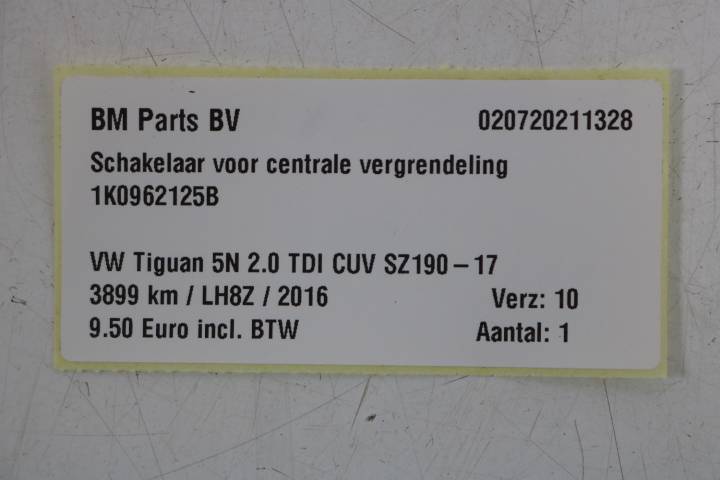 BM Parts BV 020720211328
Schakelaar voor centrale vergrendeling
1K0962125B
VW Tiguan 5N 2.0 TDI CUV SZ190-17
3899 km / LH8Z / 2016 Verz: 10
9.50 Euro incl. BTW Aantal: 1